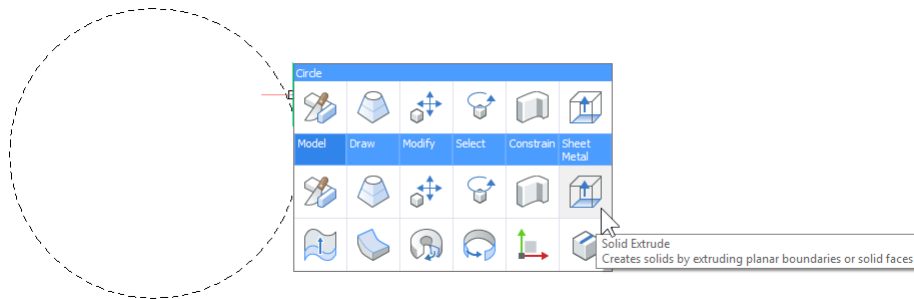 Circle
Model Draw Modify Select Constrain Sheet
Metal
Solid Extrude
Creates solids by extruding planar boundaries or solid faces